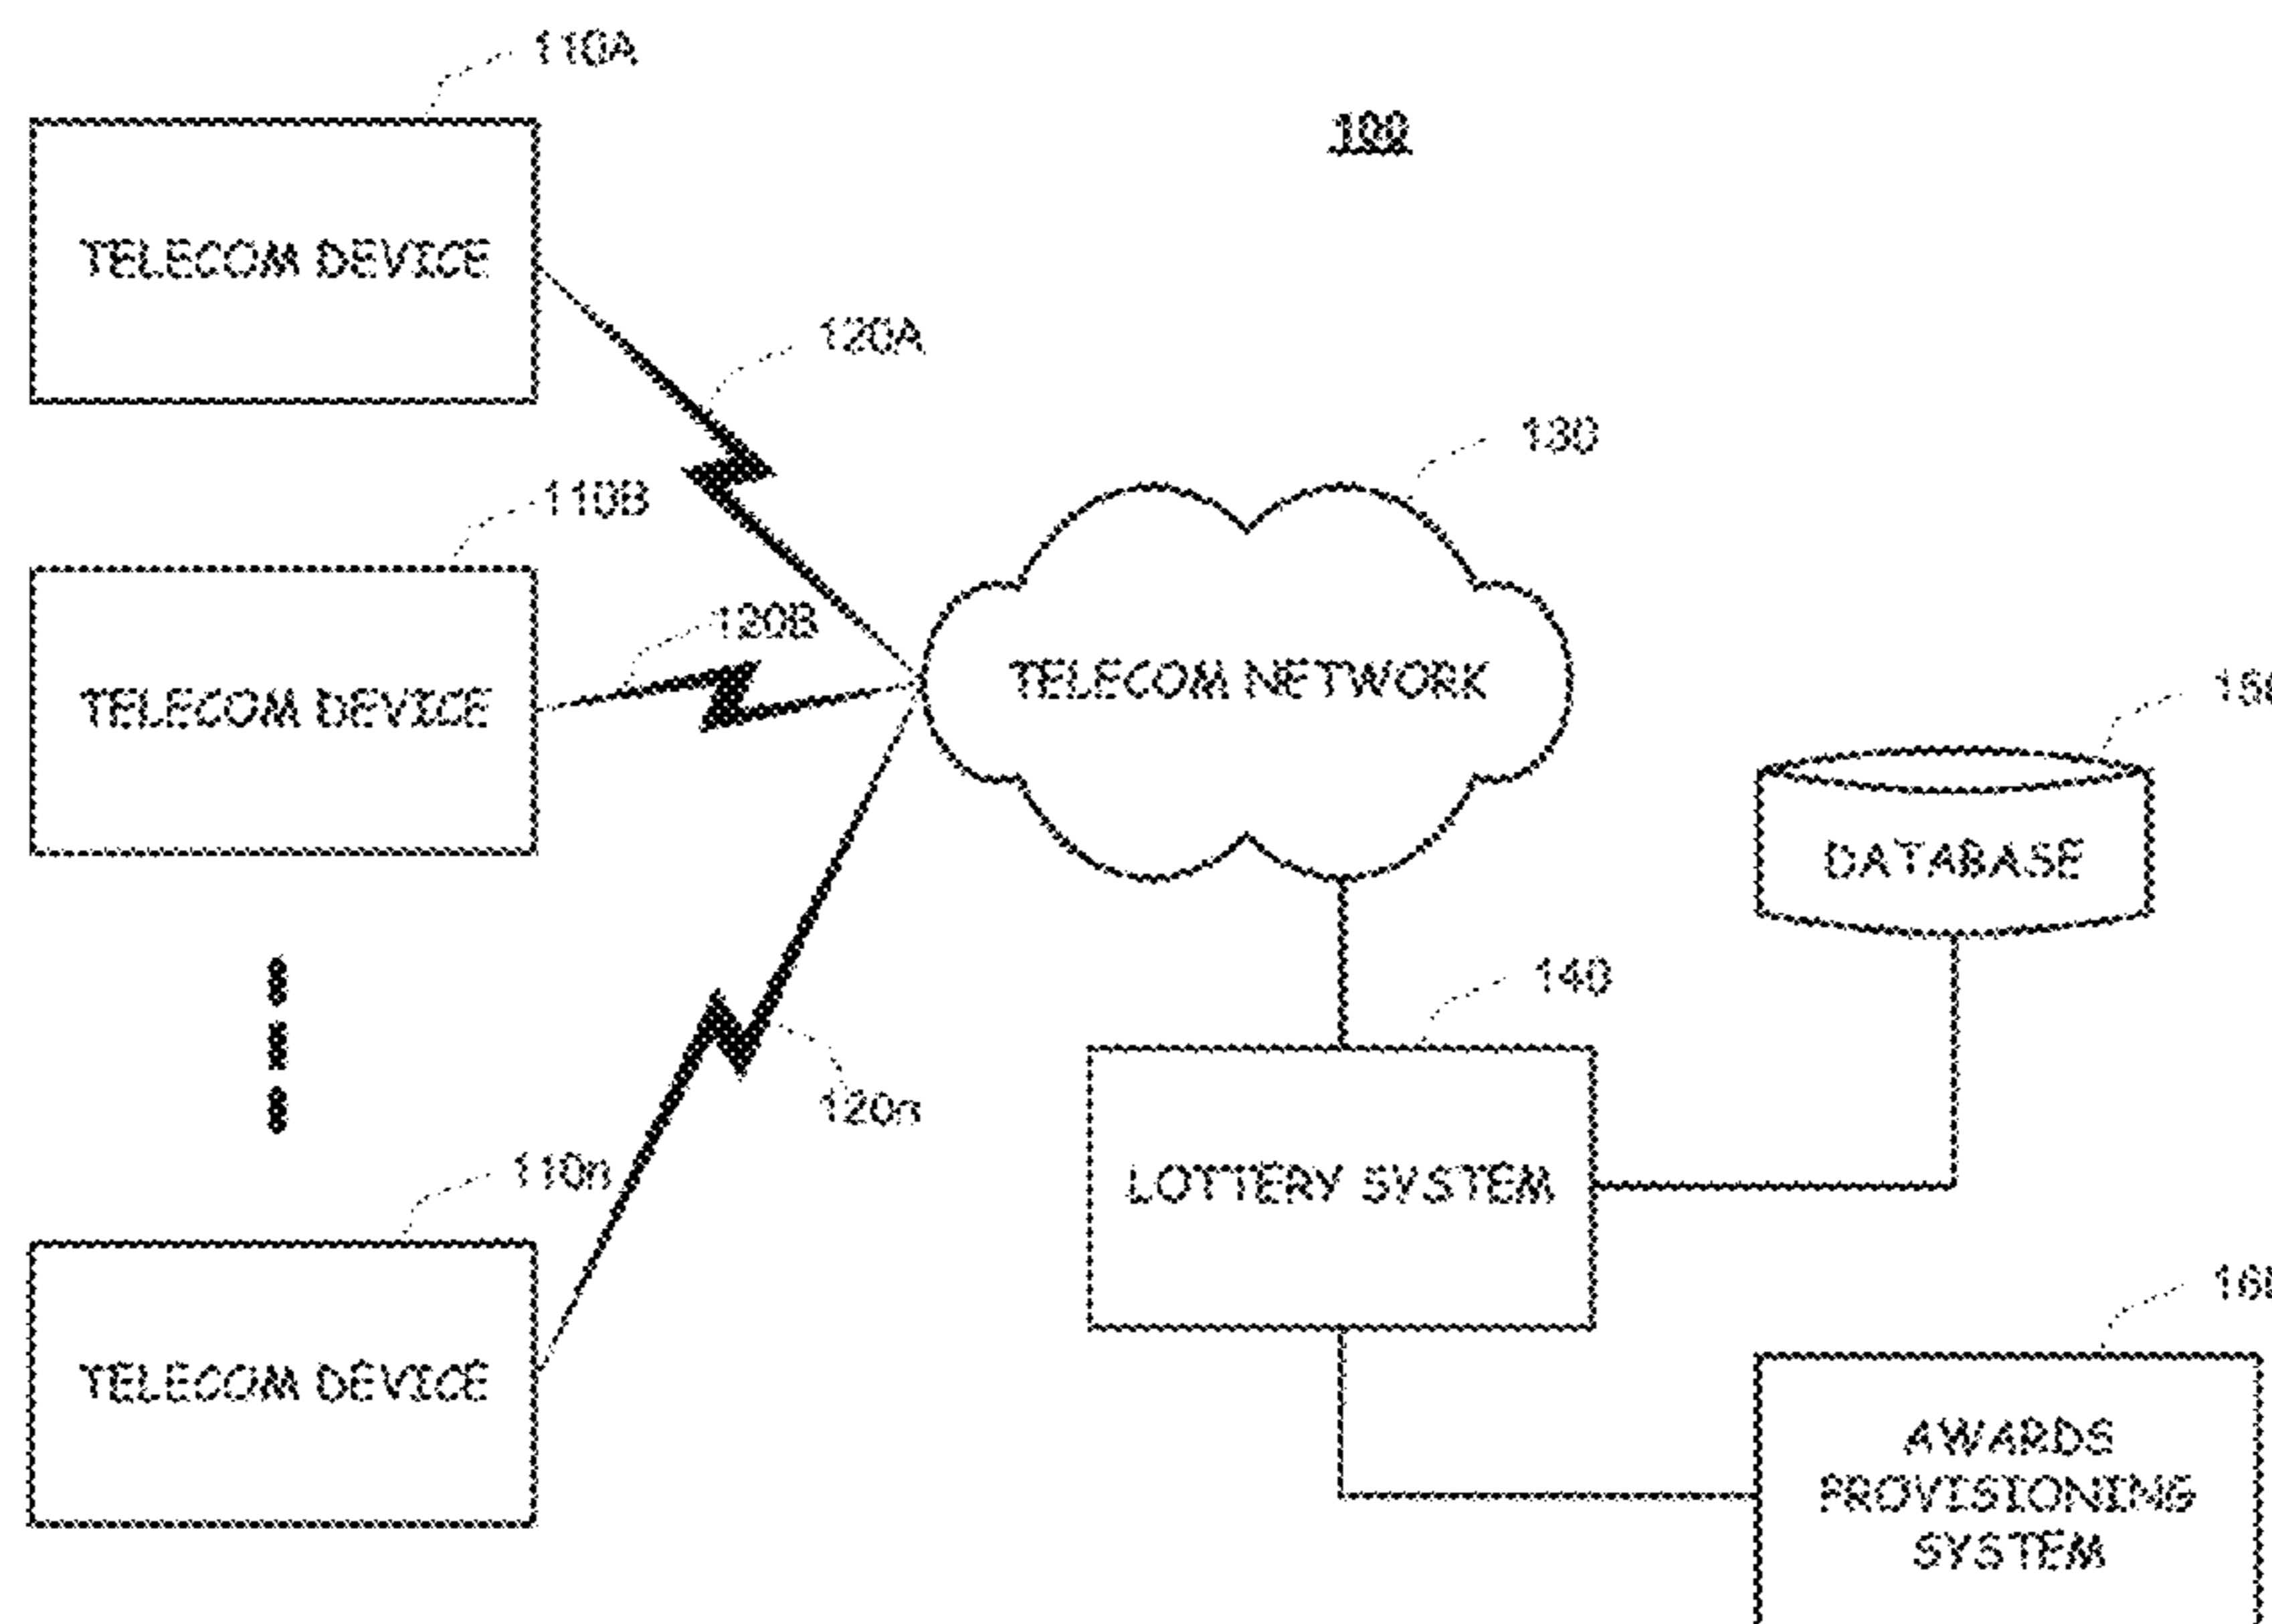 110A
100
TELECOM DEVICE
120A
130
110B
120B
TELECOM NETWORK
TELECOM DEVICE
DATABASE
140
120n
110n
LOTTERY SYSTEM
TELECOM DEVICE
AWARDS
PROVISIONING
SYSTEM